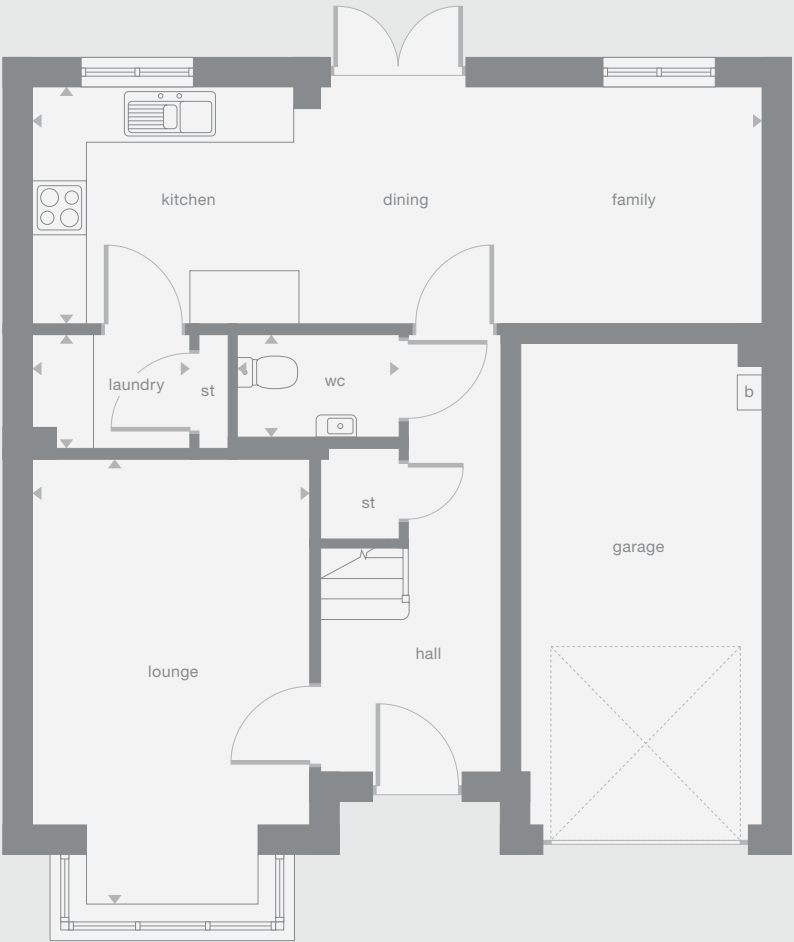 kitchen
dining
family
laundry
st
wc
b
st
garage
hall
lounge